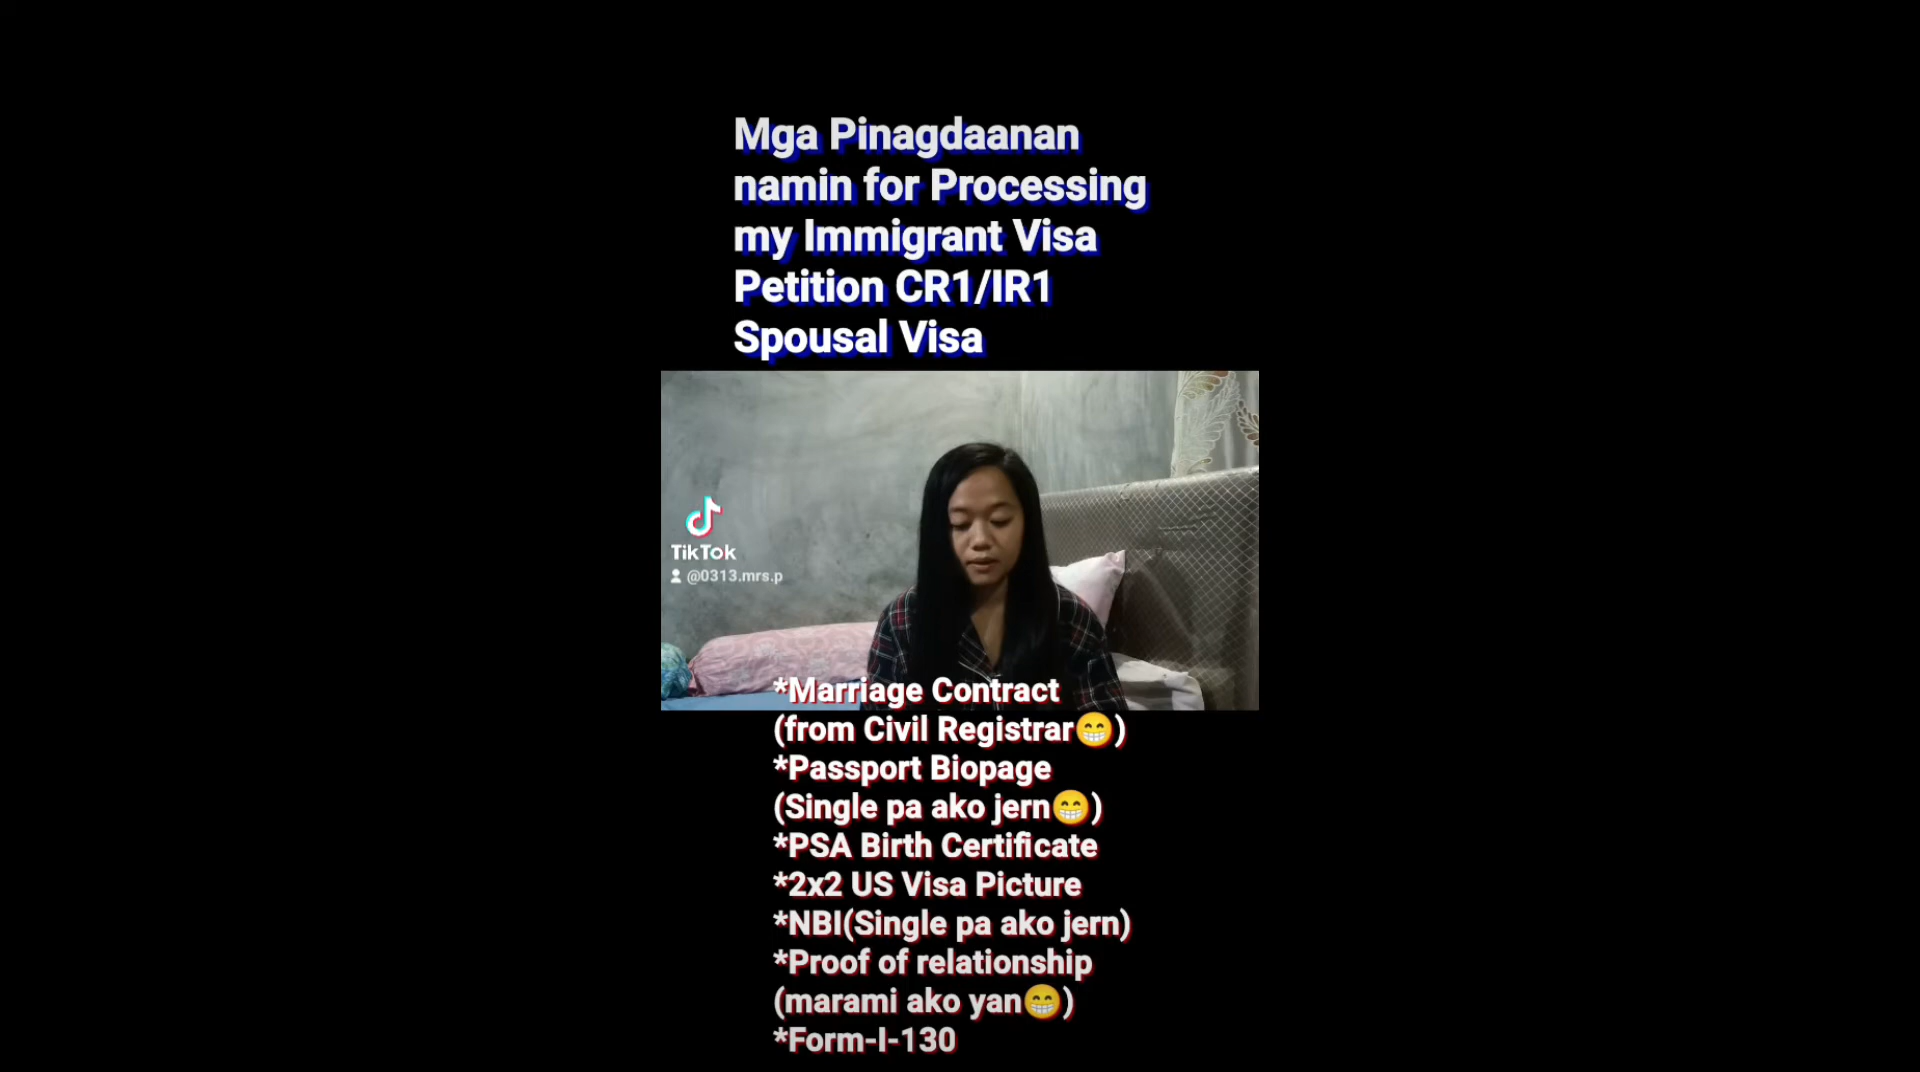 Mga Pinagdaanan
namin for Processing
my Immigrant Visa
Petition CR1/IR1
Spousal Visa
TikTok
@0313.mrs.p
*Marriage Contract
(from Civil Registrar😁)
*Passport Biopage
(Single pa ako jern😁)
*PSA Birth Certificate
*2x2 US Visa Picture
*NBI(Single pa ako jern)
*Proof of relationship
(marami ako yan😁)
*Form-I-130